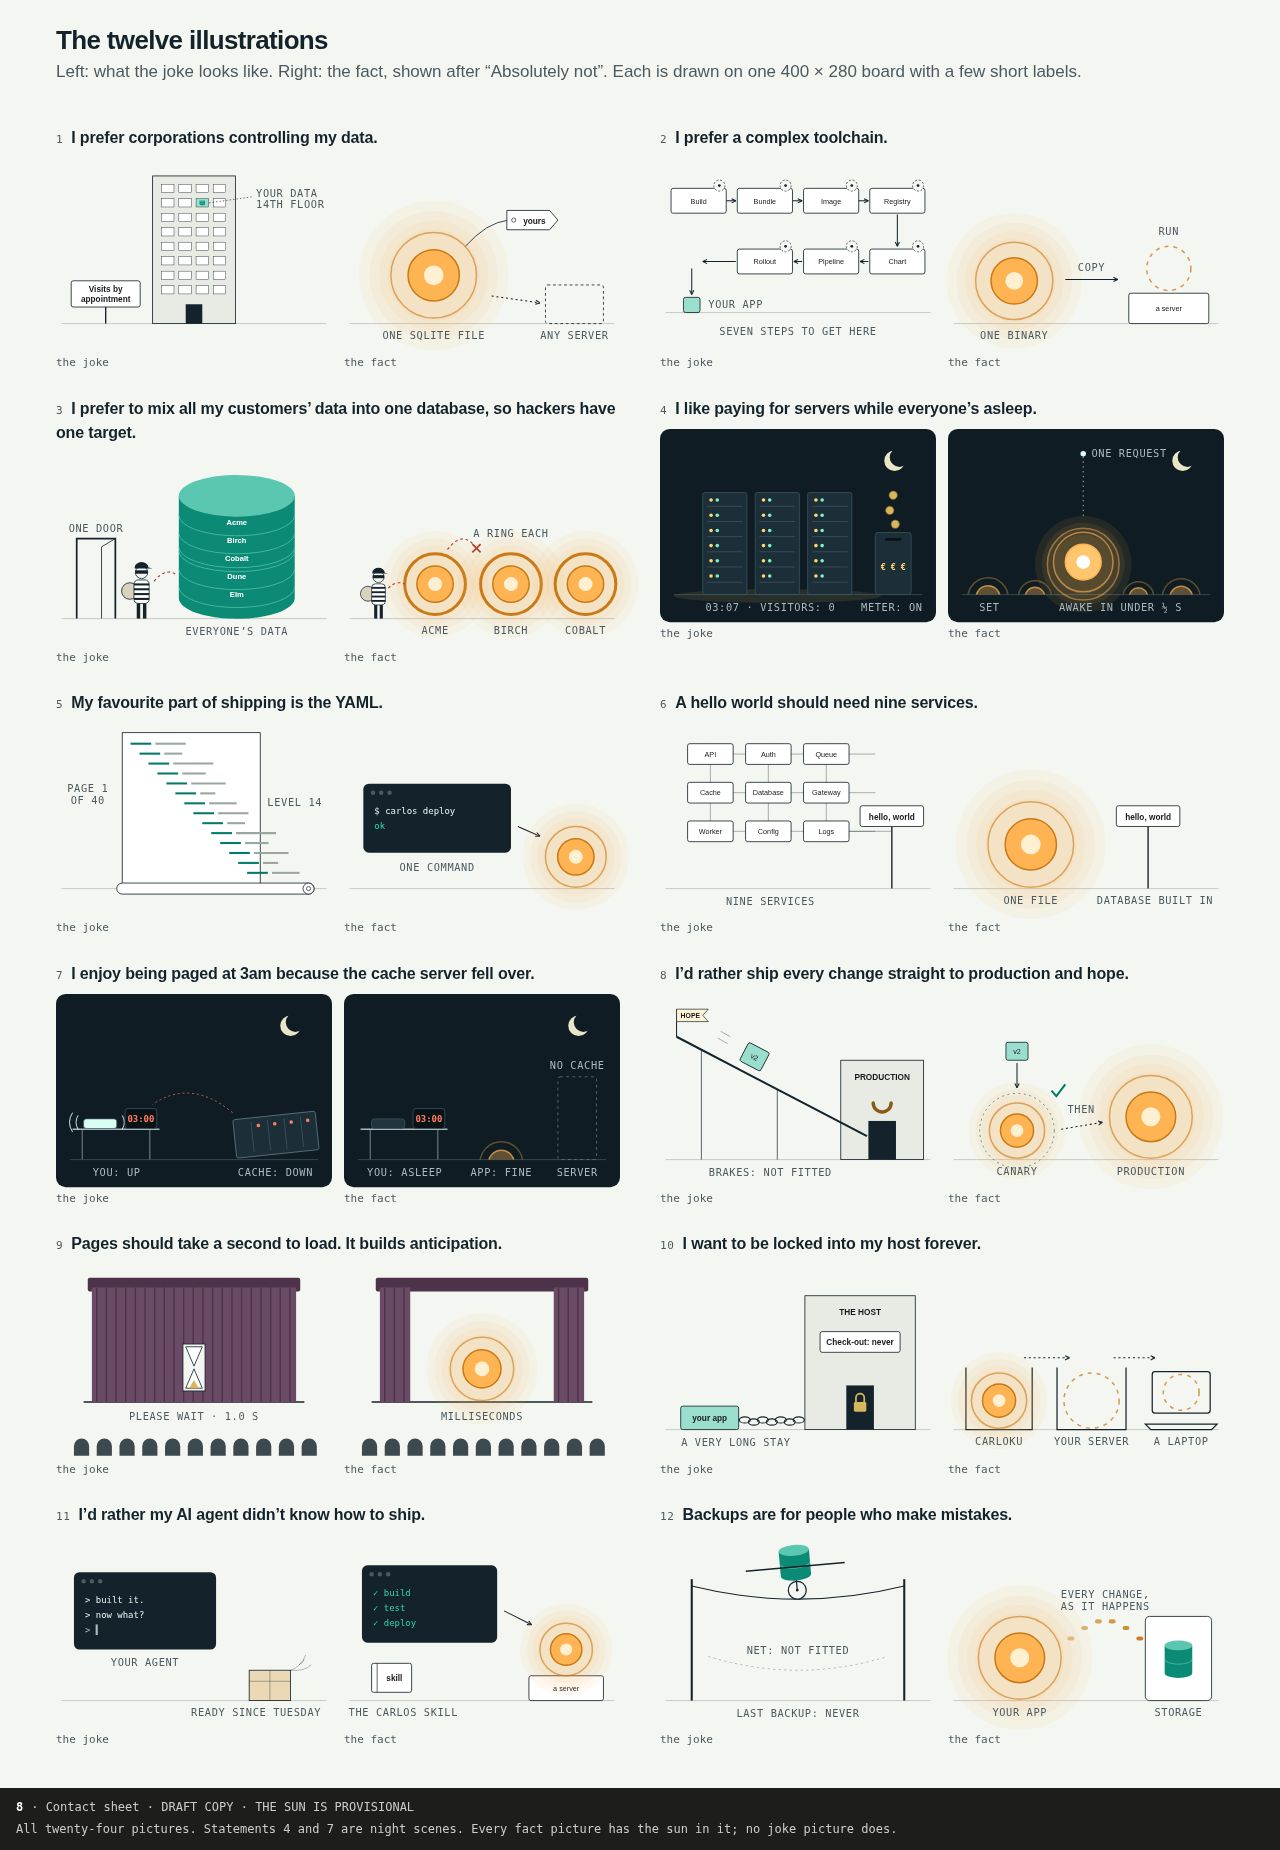 The twelve illustrations
Left: what the joke looks like. Right: the fact, shown after “Absolutely not”. Each is drawn on one 400 × 280 board with a few short labels.
1 I prefer corporations controlling my data.
YOUR DATA
14TH FLOOR
Visits by
appointment
the joke
yours
ONE SQLITE FILE
ANY SERVER
the fact
2 I prefer a complex toolchain.
Build
Bundle
Image
Registry
Rollout
Pipeline
Chart
YOUR APP
SEVEN STEPS TO GET HERE
the joke
RUN
COPY
a server
ONE BINARY
the fact
3 I prefer to mix all my customers’ data into one database, so hackers have
one target.
ONE DOOR
Acme
Birch
Cobalt
Dune
Elm
EVERYONE’S DATA
the joke
A RING EACH
ACME
BIRCH
COBALT
the fact
4 I like paying for servers while everyone’s asleep.
€ € €
03:07 · VISITORS: 0
METER: ON
the joke
ONE REQUEST
SET
AWAKE IN UNDER ½ S
the fact
5 My favourite part of shipping is the YAML.
PAGE 1
OF 40
LEVEL 14
the joke
$ carlos deploy
ok
ONE COMMAND
the fact
6 A hello world should need nine services.
API
Auth
Queue
Cache
Database
Gateway
Worker
Config
Logs
hello, world
NINE SERVICES
the joke
hello, world
ONE FILE
DATABASE BUILT IN
the fact
7 I enjoy being paged at 3am because the cache server fell over.
03:00
YOU: UP
CACHE: DOWN
the joke
NO CACHE
03:00
YOU: ASLEEP
APP: FINE
SERVER
the fact
8 I’d rather ship every change straight to production and hope.
HOPE
v2
PRODUCTION
BRAKES: NOT FITTED
the joke
v2
THEN
CANARY
PRODUCTION
the fact
9 Pages should take a second to load. It builds anticipation.
PLEASE WAIT · 1.0 S
the joke
MILLISECONDS
the fact
10 I want to be locked into my host forever.
THE HOST
Check-out: never
your app
A VERY LONG STAY
the joke
CARLOKU
YOUR SERVER
A LAPTOP
the fact
11 I’d rather my AI agent didn’t know how to ship.
> built it.
> now what?
>
YOUR AGENT
READY SINCE TUESDAY
the joke
✓ build
✓ test
✓ deploy
skill
a server
THE CARLOS SKILL
the fact
12 Backups are for people who make mistakes.
NET: NOT FITTED
LAST BACKUP: NEVER
the joke
EVERY CHANGE,
AS IT HAPPENS
YOUR APP
STORAGE
the fact
8 · Contact sheet · DRAFT COPY · THE SUN IS PROVISIONAL
All twenty-four pictures. Statements 4 and 7 are night scenes. Every fact picture has the sun in it; no joke picture does.